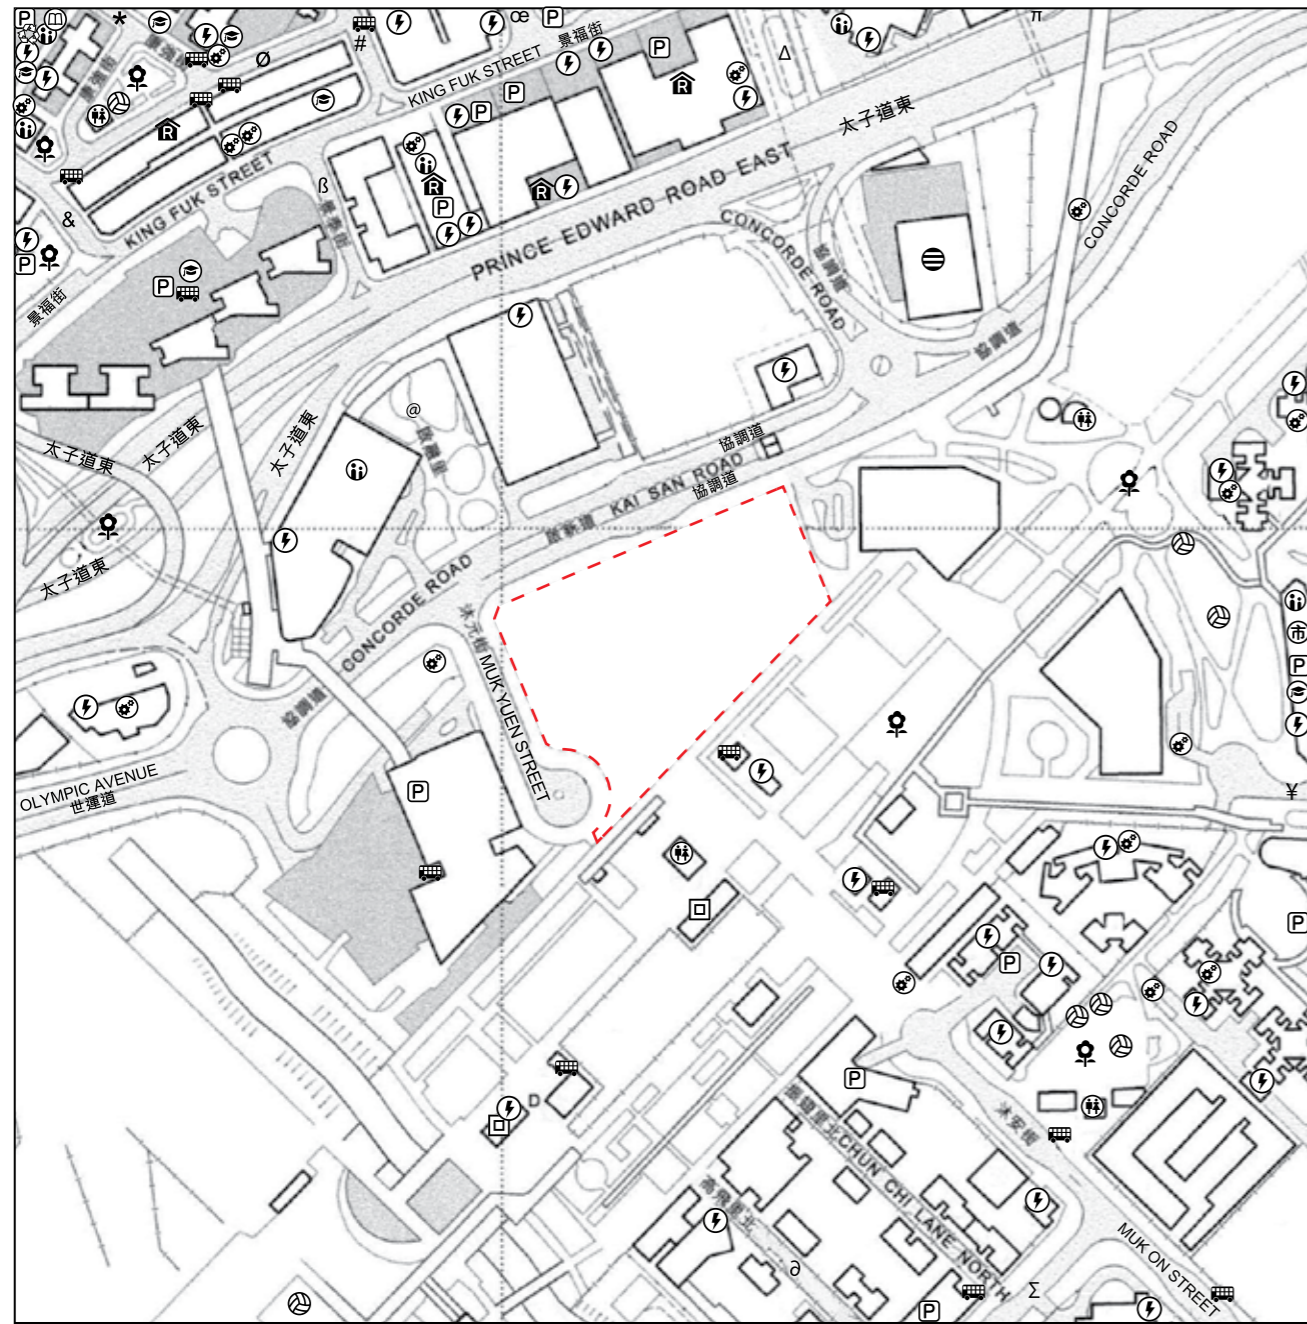 KING FUK STREET 景福街
太子道東
PRINCE EDWARD ROAD EAST
CONCORDE ROAD
協調道
CONCORDE ROAD
協調道
KING FUK STREET
景福街
太子道東
太子道東
太子道東
太子道東
協調道
KAI SAN ROAD
協調道
CONCORDE ROAD
協調道
沐元街
MUK YUEN STREET
OLYMPIC AVENUE
世運道
沐安街
MUK ON STREET
CHUN CHI LANE NORTH
P
P
P
P
P
P
P
P
P
P
P
P
P
P
R
R
R
R
市
*
#
œ
π
Δ
Ø
ß
&
@
¥
D
∂
Σ